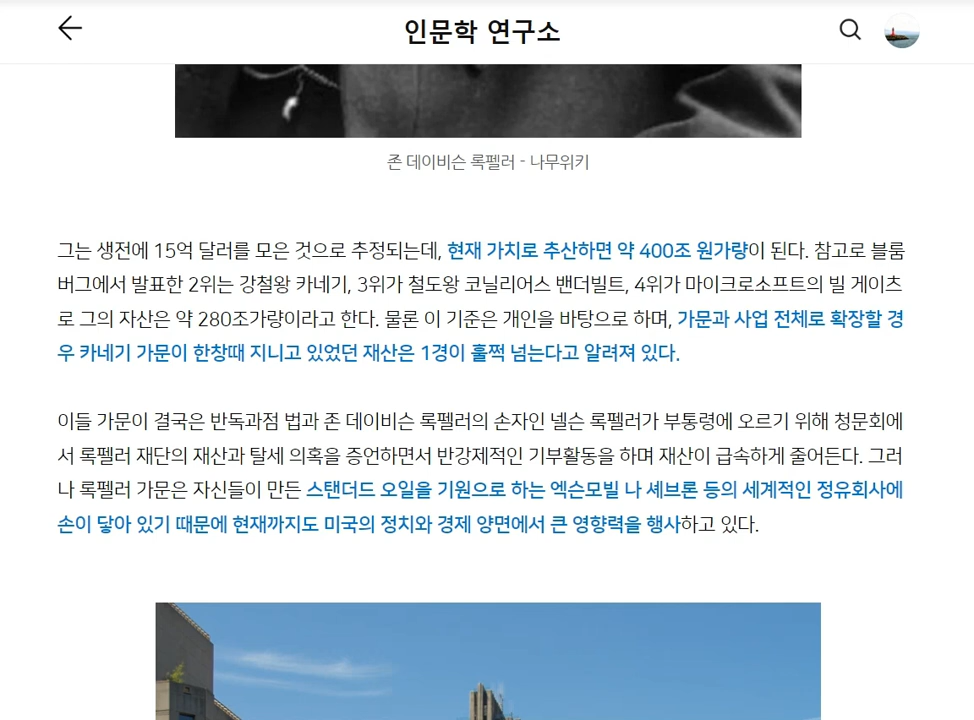 인문학 연구소
존 데이비슨 록펠러 - 나무위키
그는 생전에 15억 달러를 모은 것으로 추정되는데, 현재 가치로 추산하면 약 400조 원가량이 된다. 참고로 블룸
버그에서 발표한 2위는 강철왕 카네기, 3위가 철도왕 코닐리어스 밴더빌트, 4위가 마이크로소프트의 빌 게이츠
로 그의 자산은 약 280조가량이라고 한다. 물론 이 기준은 개인을 바탕으로 하며, 가문과 사업 전체로 확장할 경
우 카네기 가문이 한창때 지니고 있었던 재산은 1경이 훌쩍 넘는다고 알려져 있다.
이들 가문이 결국은 반독과점 법과 존 데이비슨 록펠러의 손자인 넬슨 록펠러가 부통령에 오르기 위해 청문회에
서 록펠러 재단의 재산과 탈세 의혹을 증언하면서 반강제적인 기부활동을 하며 재산이 급속하게 줄어든다. 그러
나 록펠러 가문은 자신들이 만든 스탠더드 오일을 기원으로 하는 엑슨모빌 나 셰브론 등의 세계적인 정유회사에
손이 닿아 있기 때문에 현재까지도 미국의 정치와 경제 양면에서 큰 영향력을 행사하고 있다.